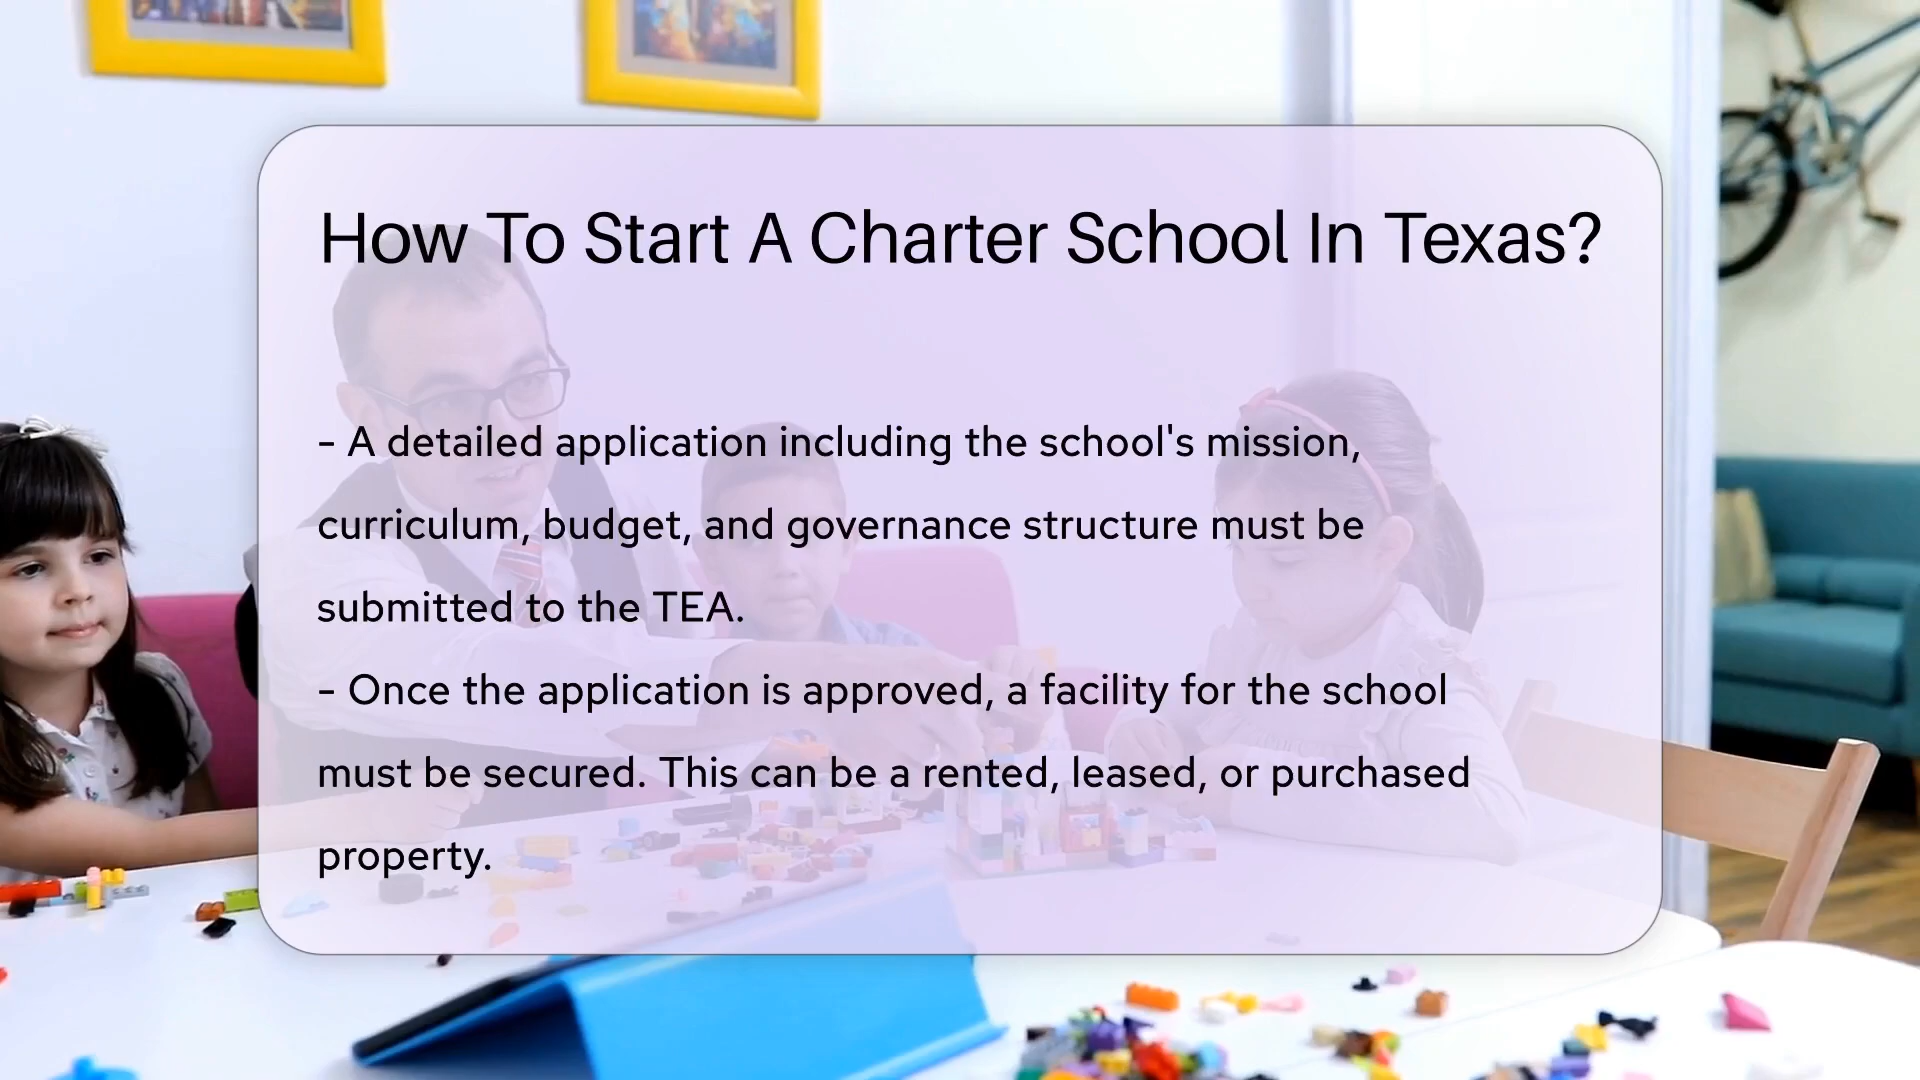 How To Start A Charter School In Texas?
- A detailed application including the school's mission,
curriculum, budget, and governance structure must be
submitted to the TEA.
- Once the application is approved, a facility for the school
must be secured. This can be a rented, leased, or purchased
property.